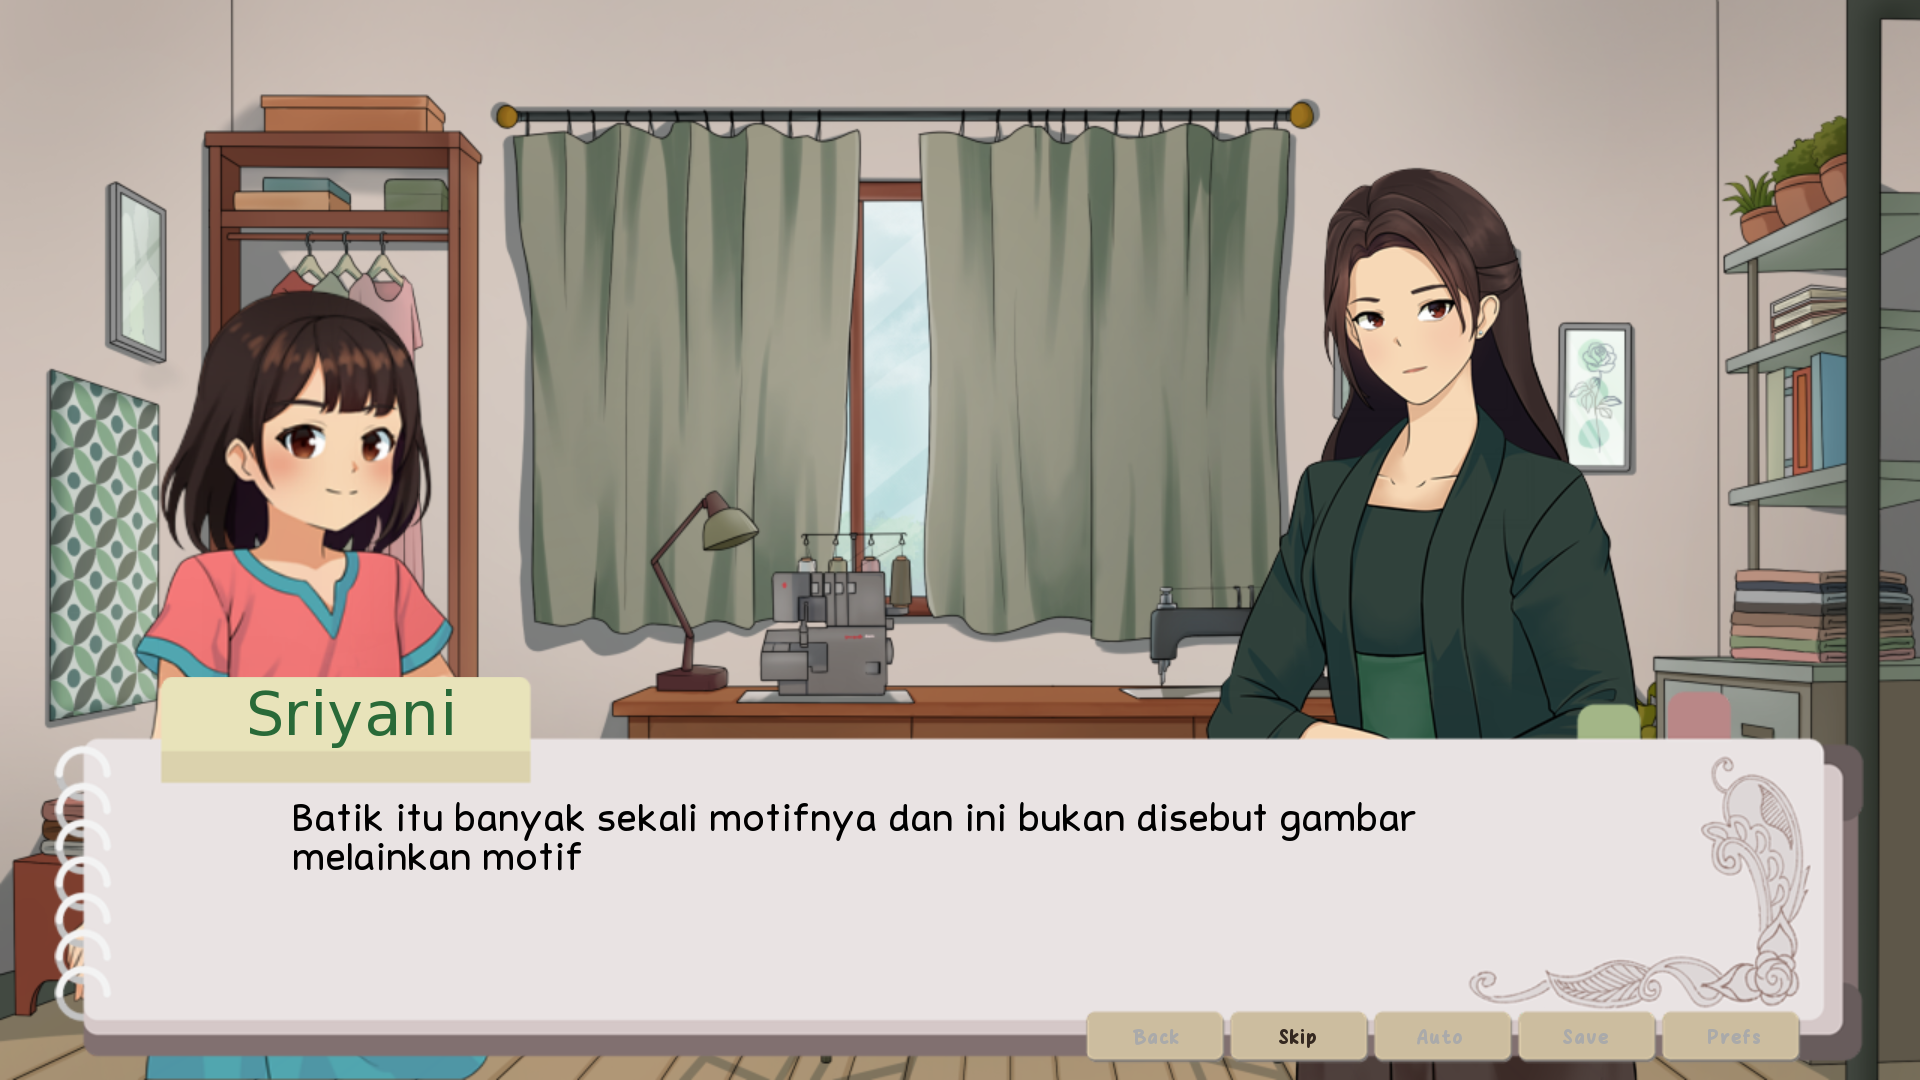 Sriyani
Batik itu banyak sekali motifnya dan ini bukan disebut gambar
melainkan motif
Back
Skip
Auto
Save
Prefs